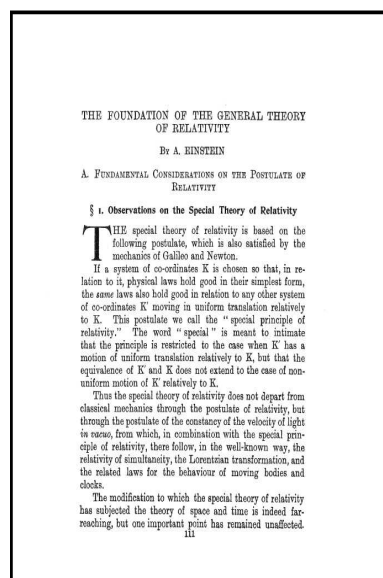 THE FOUNDATION OF THE GENERAL THEORY
OF RELATIVITY
BY A. EINSTEIN
A. FUNDAMENTAL CONSIDERATIONS ON THE POSTULATE OF
RELATIVITY
§ 1. Observations on the Special Theory of Relativity
THE special theory of relativity is based on the
following postulate, which is also satisfied by the
mechanics of Galileo and Newton.
If a system of co-ordinates K is chosen so that, in re-
lation to it, physical laws hold good in their simplest form,
the same laws also hold good in relation to any other system
of co-ordinates K' moving in uniform translation relatively
to K. This postulate we call the "special principle of
relativity." The word "special" is meant to intimate
that the principle is restricted to the case when K' has a
motion of uniform translation relatively to K, but that the
equivalence of K' and K does not extend to the case of non-
uniform motion of K' relatively to K.
Thus the special theory of relativity does not depart from
classical mechanics through the postulate of relativity, but
through the postulate of the constancy of the velocity of light
in vacuo, from which, in combination with the special prin-
ciple of relativity, there follow, in the well-known way, the
relativity of simultaneity, the Lorentzian transformation, and
the related laws for the behaviour of moving bodies and
clocks.
The modification to which the special theory of relativity
has subjected the theory of space and time is indeed far-
reaching, but one important point has remained unaffected.
111